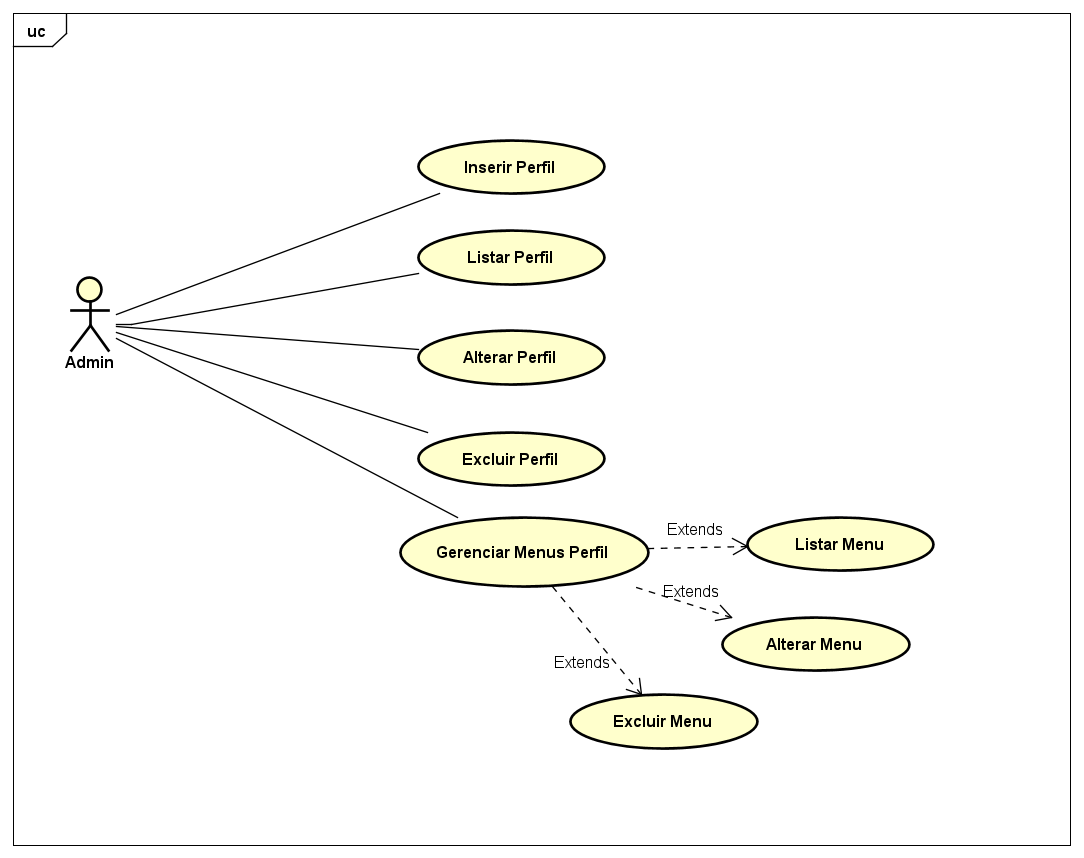 uc
Inserir Perfil
Listar Perfil
Admin
Alterar Perfil
Excluir Perfil
Gerenciar Menus Perfil
Extends
Listar Menu
Extends
Alterar Menu
Extends
Excluir Menu